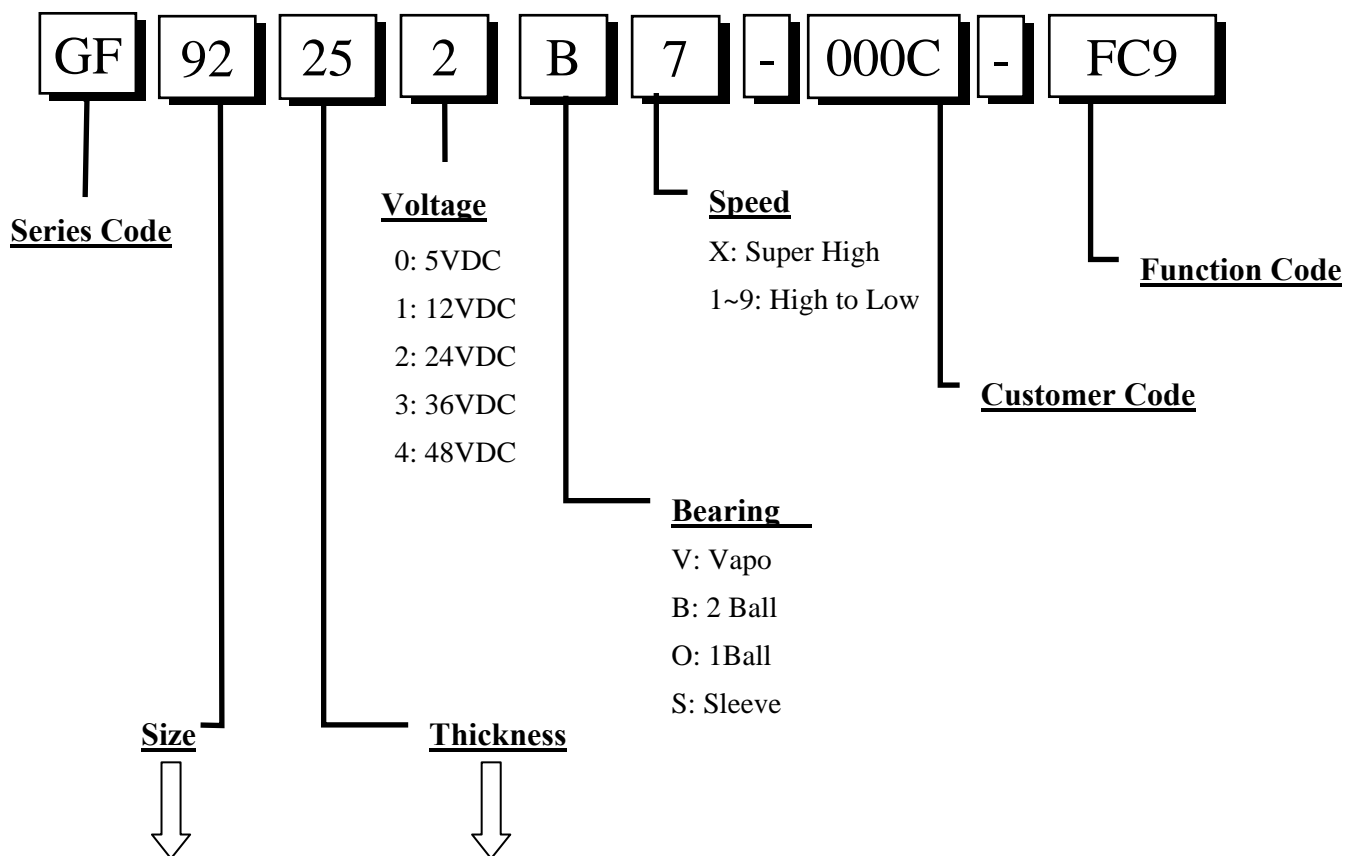 GF 92 25 2 B 7 - 000C - FC9
Series Code
Voltage
0: 5VDC
1: 12VDC
2: 24VDC
3: 36VDC
4: 48VDC
Speed
X: Super High
1~9: High to Low
Function Code
Customer Code
Bearing
V: Vapo
B: 2 Ball
O: 1Ball
S: Sleeve
Size
Thickness